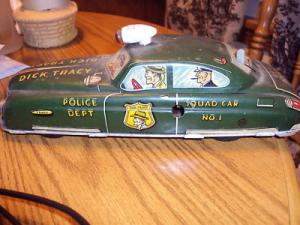 DICK TRACY
POLICE
DEPT
SQUAD CAR
NO. 1